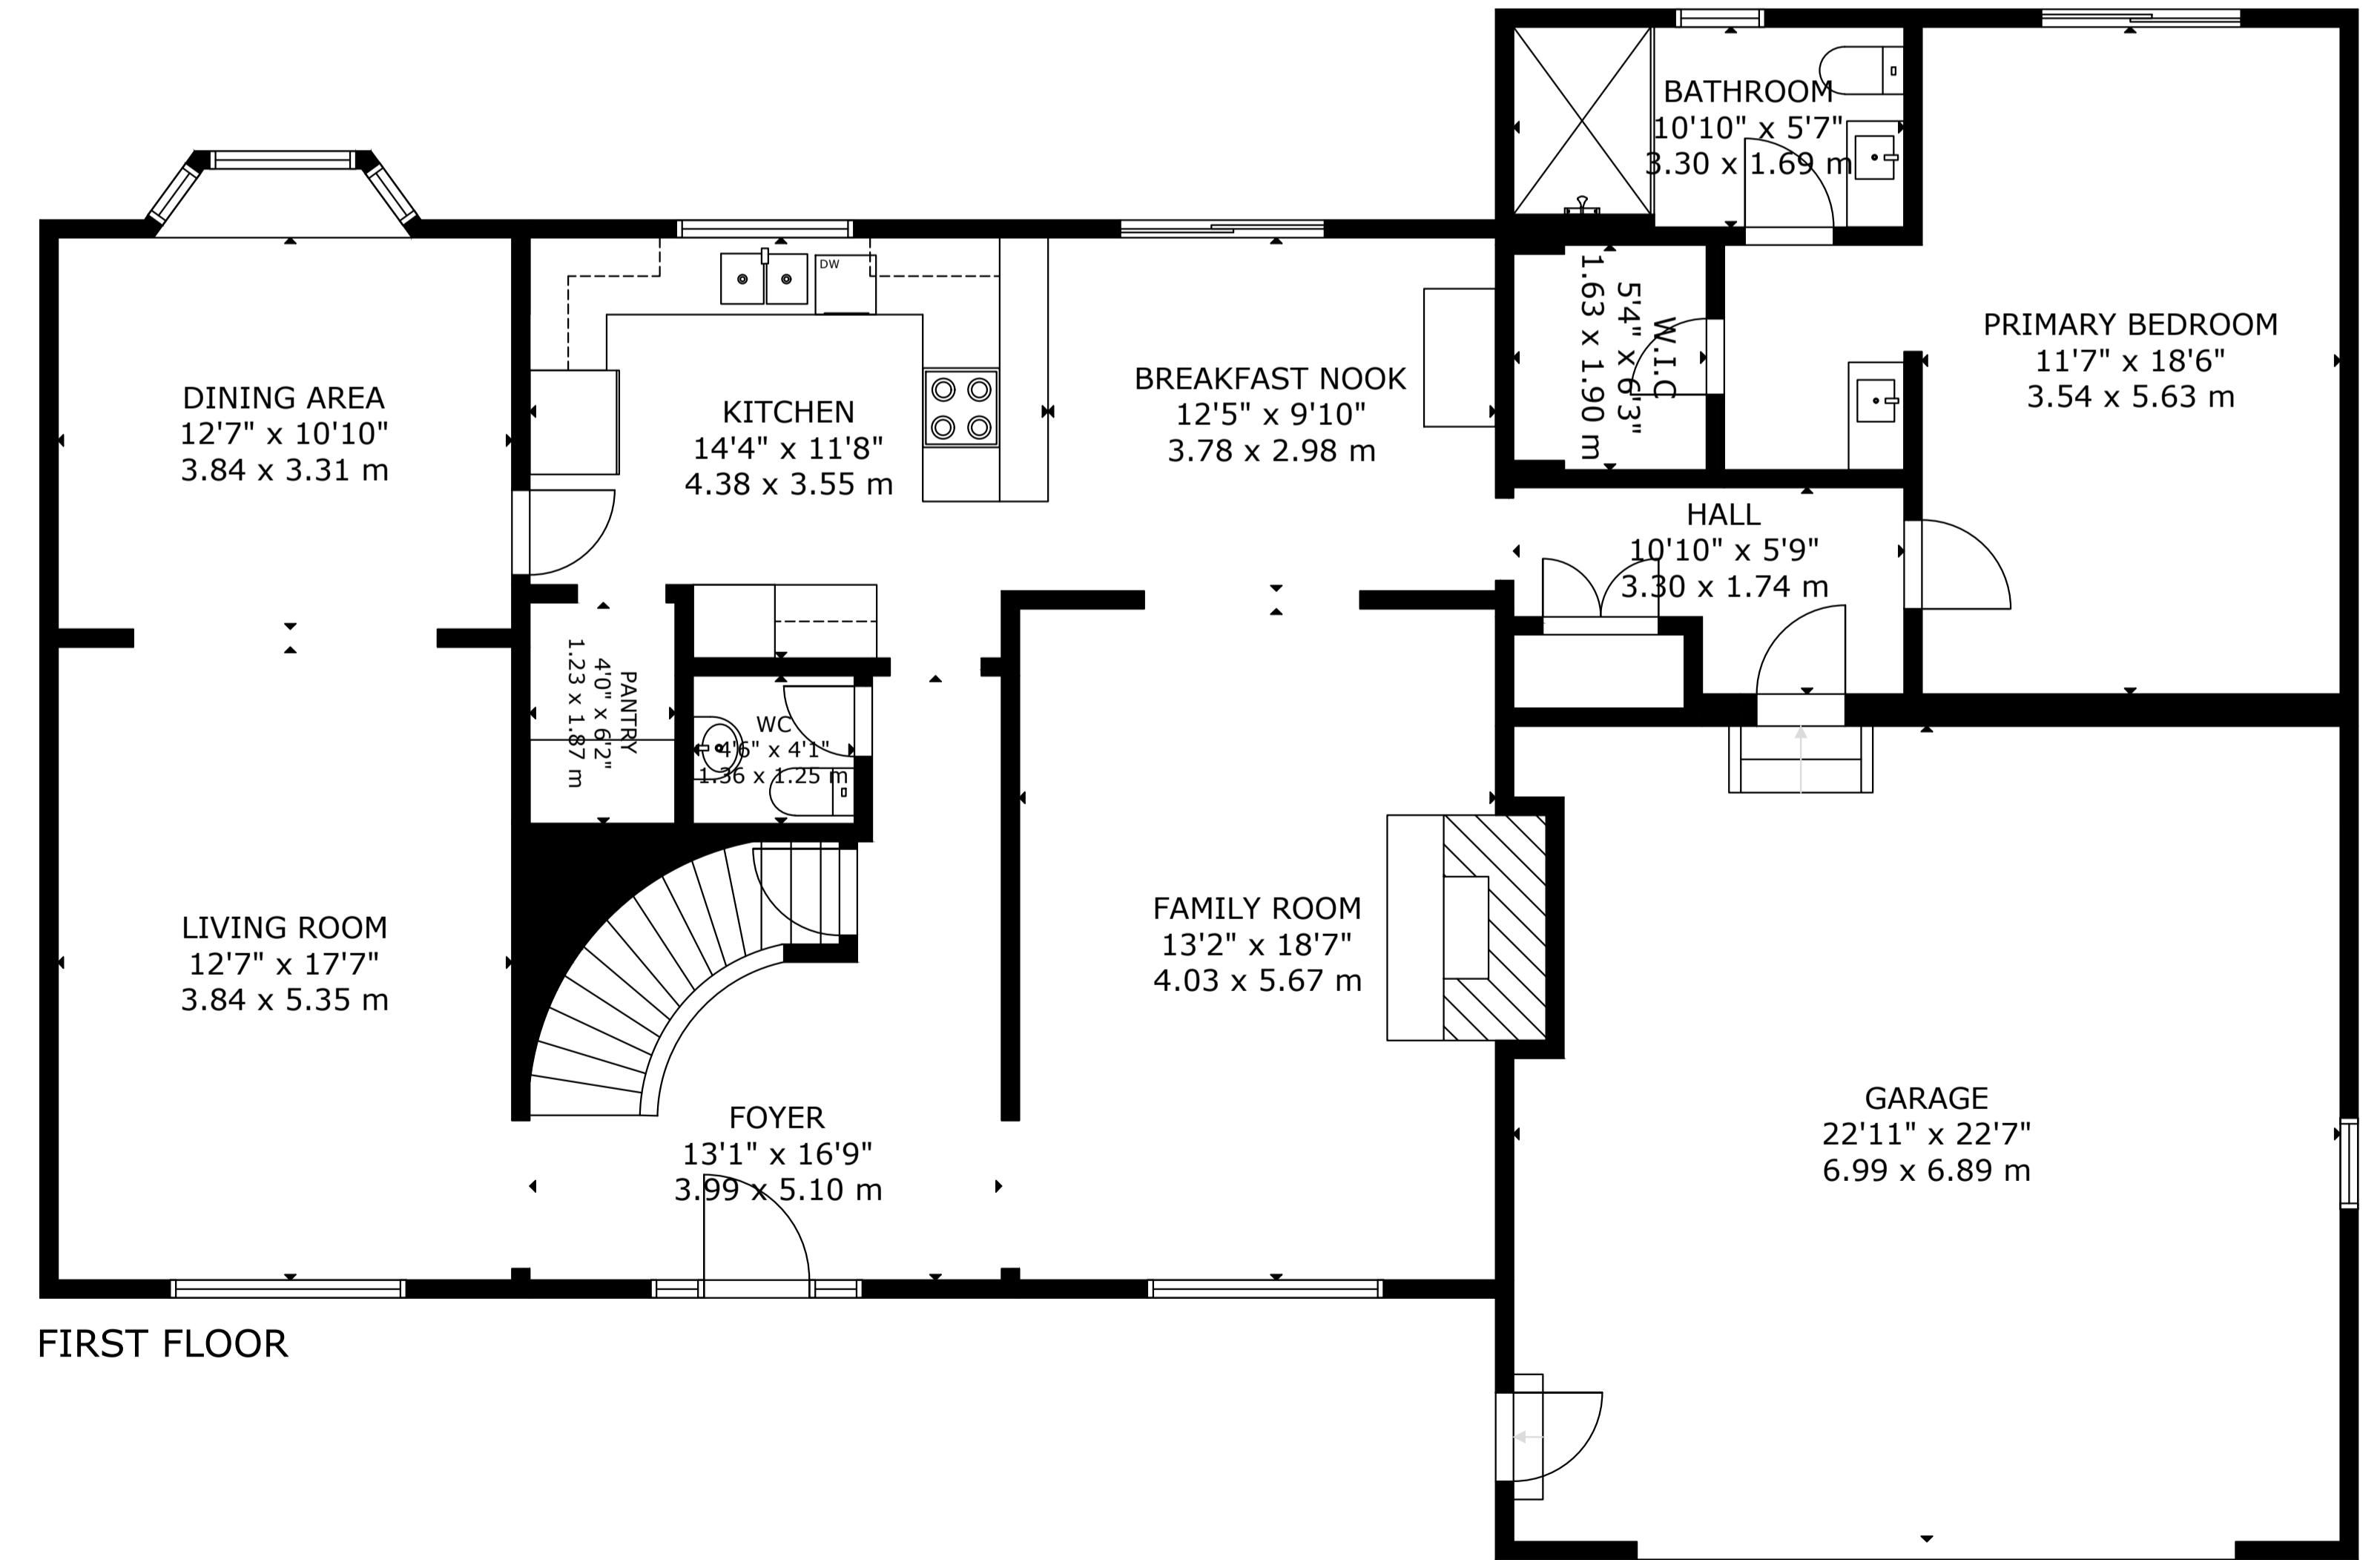 BATHROOM
10'10" x 5'7"
3.30 x 1.69 m
DW
5'4" x 6'3"
1.63 x 1.90 m
W.I.C
PRIMARY BEDROOM
11'7" x 18'6"
3.54 x 5.63 m
DINING AREA
12'7" x 10'10"
3.84 x 3.31 m
KITCHEN
14'4" x 11'8"
4.38 x 3.55 m
BREAKFAST NOOK
12'5" x 9'10"
3.78 x 2.98 m
HALL
10'10" x 5'9"
3.30 x 1.74 m
PANTRY
4'0" x 6'2"
1.23 x 1.87 m
WC
4'6" x 4'1"
1.36 x 1.25 m
LIVING ROOM
12'7" x 17'7"
3.84 x 5.35 m
FAMILY ROOM
13'2" x 18'7"
4.03 x 5.67 m
FOYER
13'1" x 16'9"
3.99 x 5.10 m
GARAGE
22'11" x 22'7"
6.99 x 6.89 m
FIRST FLOOR